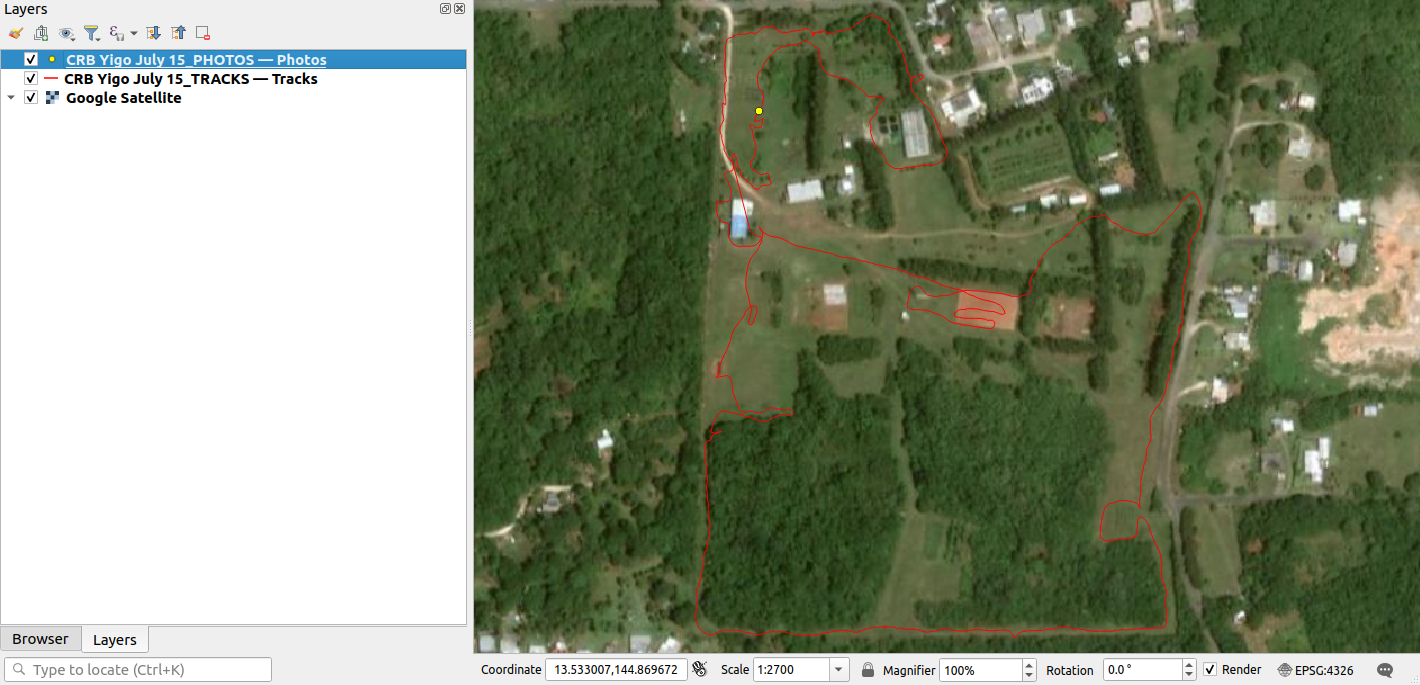 Layers
CRB Yigo July 15_PHOTOS — Photos
CRB Yigo July 15_TRACKS — Tracks
Google Satellite
Browser
Layers
Type to locate (Ctrl+K)
Coordinate 13.533007,144.869672 Scale 1:2700 Magnifier 100% Rotation 0.0 ° Render EPSG:4326